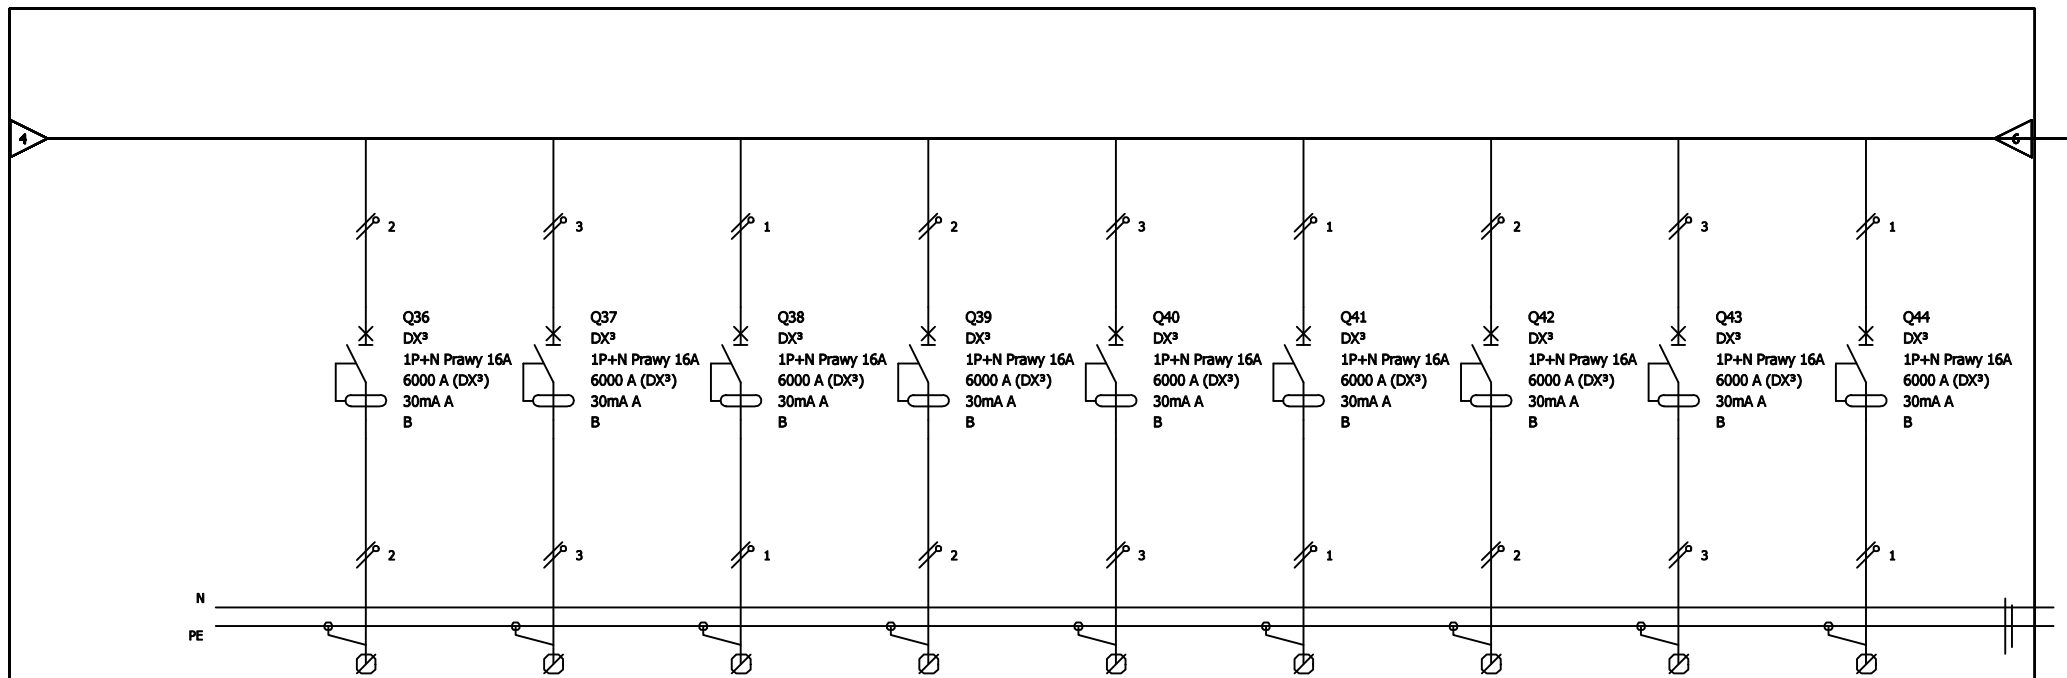 4
6
2
3
1
2
3
1
2
3
1
Q36
DX³
1P+N Prawy 16A
6000 A (DX³)
30mA A
B
Q37
DX³
1P+N Prawy 16A
6000 A (DX³)
30mA A
B
Q38
DX³
1P+N Prawy 16A
6000 A (DX³)
30mA A
B
Q39
DX³
1P+N Prawy 16A
6000 A (DX³)
30mA A
B
Q40
DX³
1P+N Prawy 16A
6000 A (DX³)
30mA A
B
Q41
DX³
1P+N Prawy 16A
6000 A (DX³)
30mA A
B
Q42
DX³
1P+N Prawy 16A
6000 A (DX³)
30mA A
B
Q43
DX³
1P+N Prawy 16A
6000 A (DX³)
30mA A
B
Q44
DX³
1P+N Prawy 16A
6000 A (DX³)
30mA A
B
2
3
1
2
3
1
2
3
1
N
PE